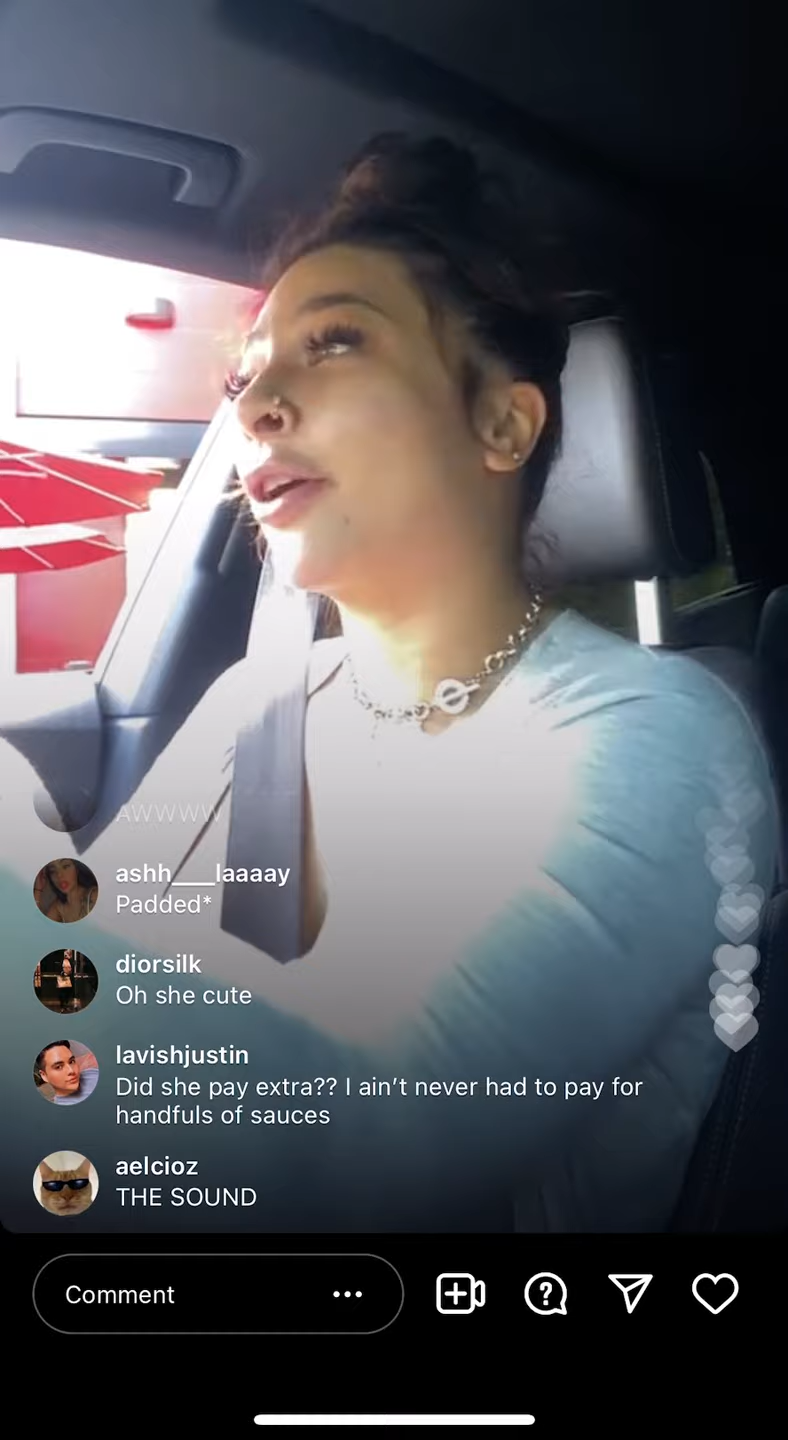 AWWWW
ashh___laaaay
Padded*
diorsilk
Oh she cute
lavishjustin
Did she pay extra?? I ain’t never had to pay for
handfuls of sauces
aelcioz
THE SOUND
Comment